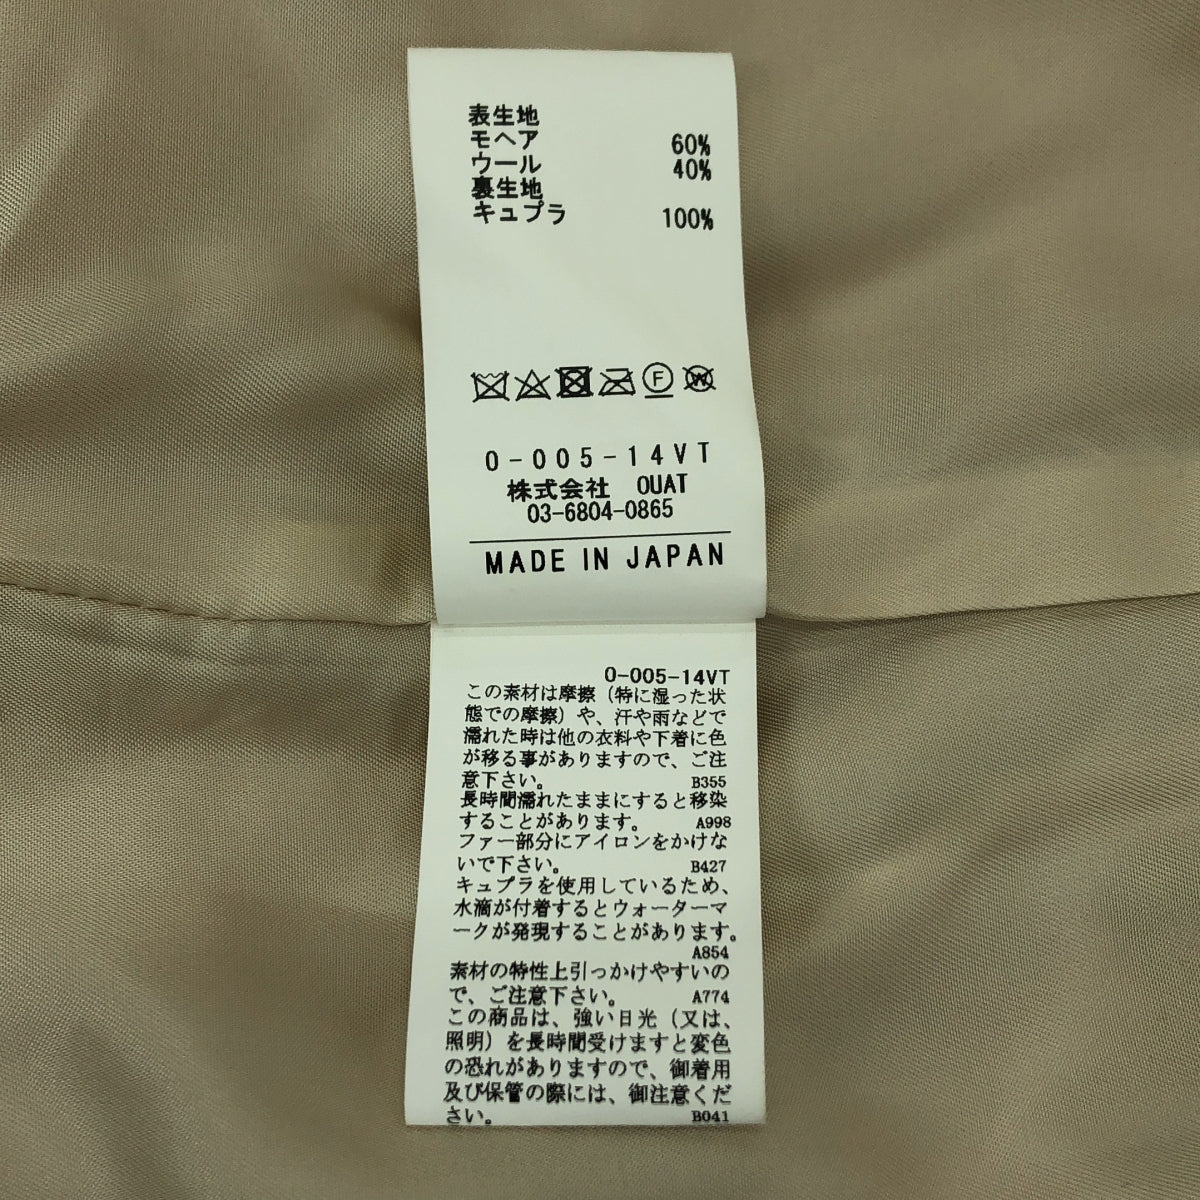 表生地
モヘア 60%
ウール 40%
裏生地
キュプラ 100%
F W
0-005-14VT
株式会社 OUAT
03-6804-0865
MADE IN JAPAN
0-005-14VT
この素材は摩擦（特に湿った状
態での摩擦）や、汗や雨などで
濡れた時は他の衣料や下着に色
が移る事がありますので、ご注
意下さい。 B355
長時間濡れたままにすると移染
することがあります。 A998
ファー部分にアイロンをかけな
いで下さい。 B427
キュプラを使用しているため、
水滴が付着するとウォーターマ
ークが発現することがあります。
A854
素材の特性上引っかけやすいの
で、ご注意下さい。 A774
この商品は、強い日光（又は、
照明）を長時間受けますと変色
の恐れがありますので、御着用
及び保管の際には、御注意くだ
さい。 B041